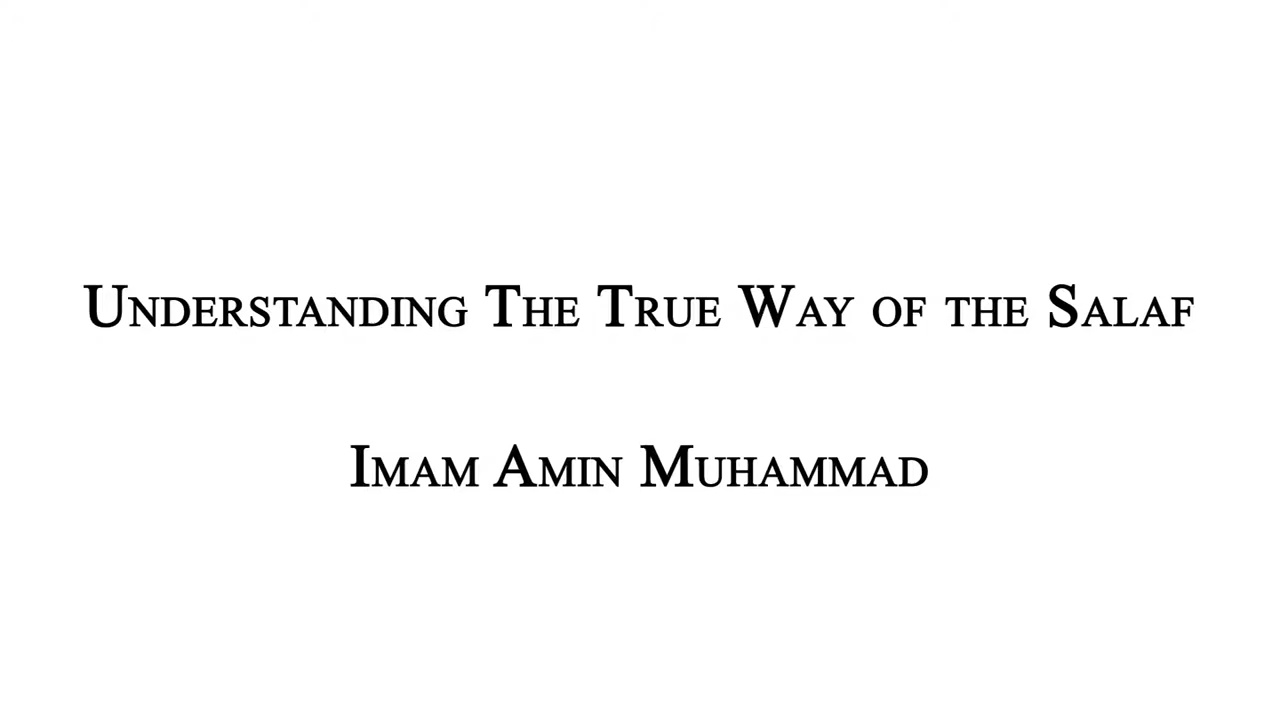 Understanding The True Way of the Salaf
Imam Amin Muhammad